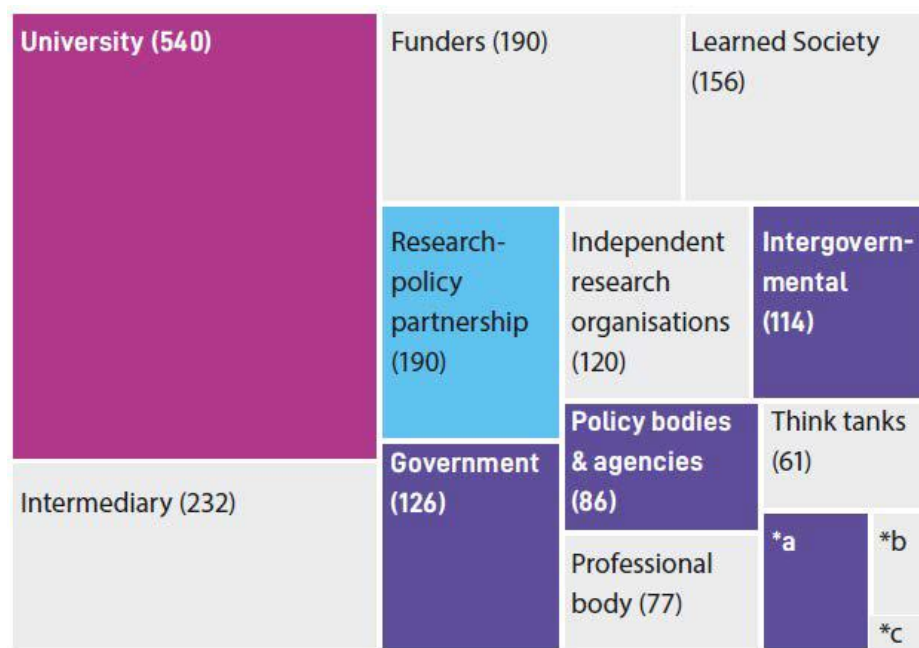 University (540)
Funders (190)
Learned Society
(156)
Research-
policy
partnership
(190)
Independent
research
organisations
(120)
Intergovern-
mental
(114)
Government
(126)
Policy bodies
& agencies
(86)
Think tanks
(61)
Intermediary (232)
Professional
body (77)
*a
*b
*c